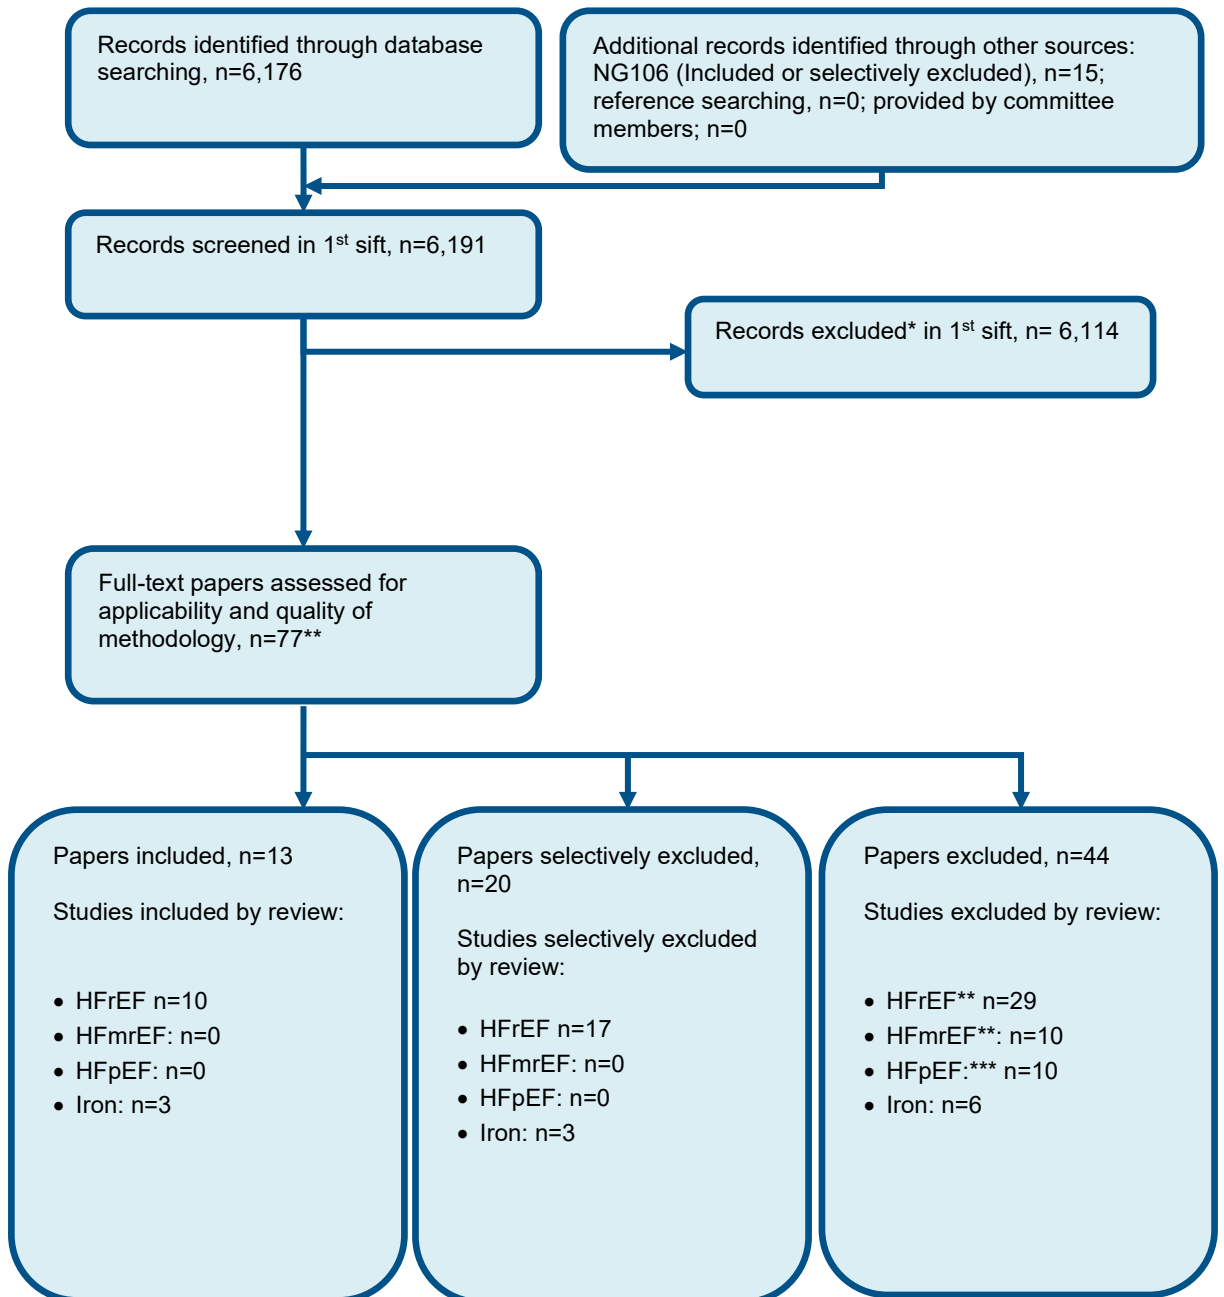 Records identified through database
searching, n=6,176
Additional records identified through other sources:
NG106 (Included or selectively excluded), n=15;
reference searching, n=0; provided by committee
members; n=0
Records screened in 1st sift, n=6,191
Records excluded* in 1st sift, n= 6,114
Full-text papers assessed for
applicability and quality of
methodology, n=77**
Papers included, n=13
Studies included by review:
• HFrEF n=10
• HFmrEF: n=0
• HFpEF: n=0
• Iron: n=3
Papers selectively excluded,
n=20
Studies selectively excluded
by review:
• HFrEF n=17
• HFmrEF: n=0
• HFpEF: n=0
• Iron: n=3
Papers excluded, n=44
Studies excluded by review:
• HFrEF** n=29
• HFmrEF**: n=10
• HFpEF:*** n=10
• Iron: n=6